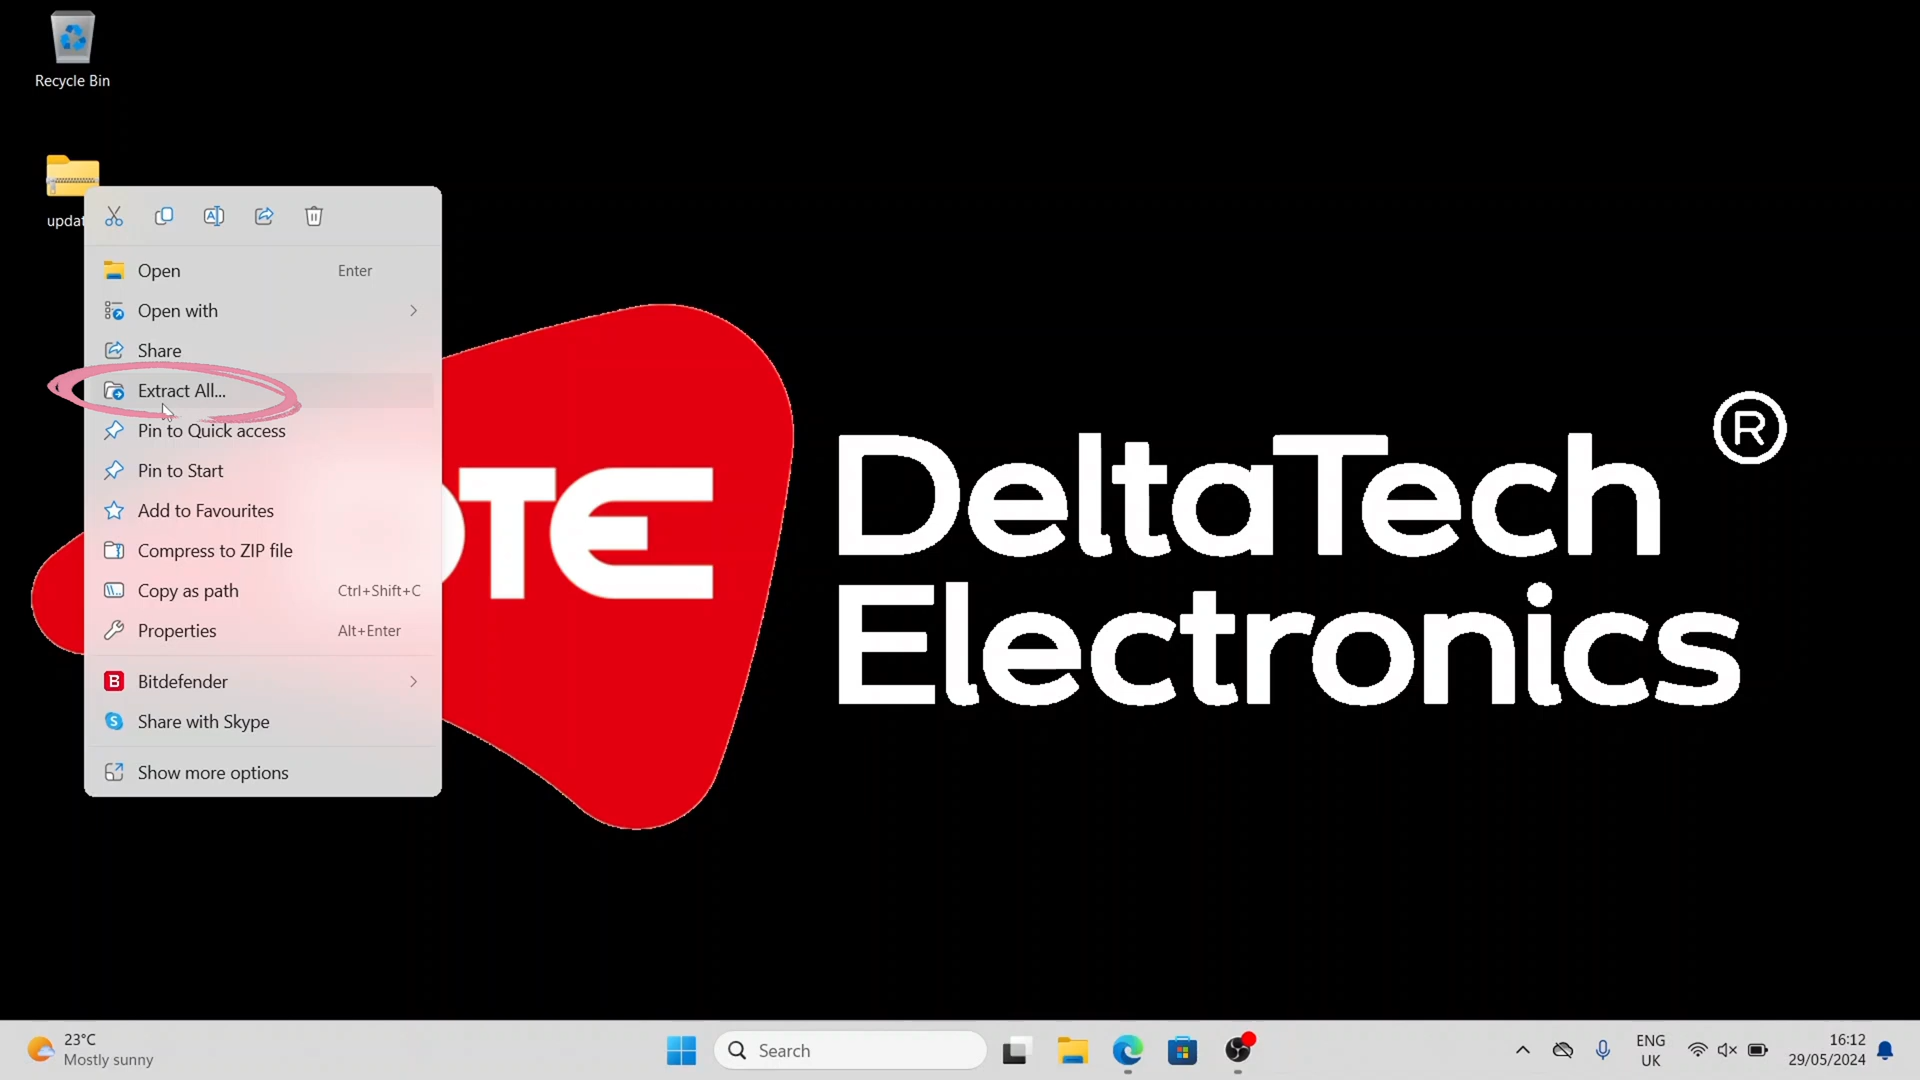 Recycle Bin
updat
Open Enter
Open with
Share
Extract All...
Pin to Quick access
Pin to Start
Add to Favourites
Compress to ZIP file
Copy as path Ctrl+Shift+C
Properties Alt+Enter
Bitdefender
Share with Skype
Show more options
TE
DeltaTech ®
Electronics
23°C
Mostly sunny
Search
ENG
UK
16:12
29/05/2024